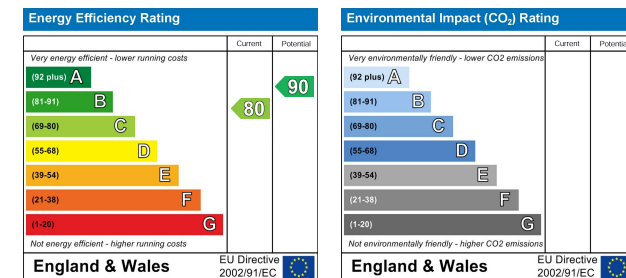 Energy Efficiency Rating
Current Potential
Very energy efficient - lower running costs
(92 plus) A
(81-91) B
(69-80) C
(55-68) D
(39-54) E
(21-38) F
(1-20) G
80
90
Not energy efficient - higher running costs
England & Wales
EU Directive
2002/91/EC
Environmental Impact (CO2) Rating
Current Potential
Very environmentally friendly - lower CO2 emissions
(92 plus) A
(81-91) B
(69-80) C
(55-68) D
(39-54) E
(21-38) F
(1-20) G
Not environmentally friendly - higher CO2 emissions
England & Wales
EU Directive
2002/91/EC